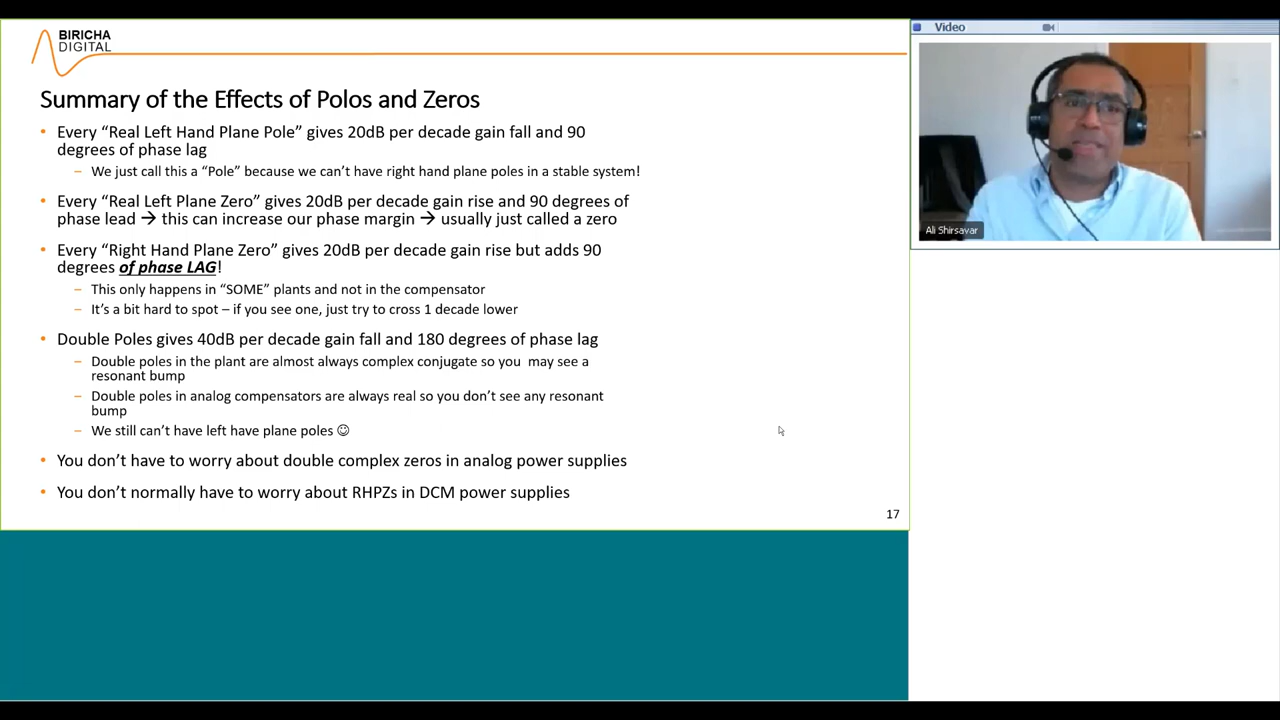 BIRICHA
DIGITAL
Summary of the Effects of Polos and Zeros
• Every “Real Left Hand Plane Pole” gives 20dB per decade gain fall and 90
degrees of phase lag
– We just call this a “Pole” because we can’t have right hand plane poles in a stable system!
• Every “Real Left Plane Zero” gives 20dB per decade gain rise and 90 degrees of
phase lead → this can increase our phase margin → usually just called a zero
• Every “Right Hand Plane Zero” gives 20dB per decade gain rise but adds 90
degrees of phase LAG!
– This only happens in “SOME” plants and not in the compensator
– It’s a bit hard to spot – if you see one, just try to cross 1 decade lower
• Double Poles gives 40dB per decade gain fall and 180 degrees of phase lag
– Double poles in the plant are almost always complex conjugate so you may see a
resonant bump
– Double poles in analog compensators are always real so you don’t see any resonant
bump
– We still can’t have left have plane poles ☺
• You don’t have to worry about double complex zeros in analog power supplies
• You don’t normally have to worry about RHPZs in DCM power supplies
17
Video
Ali Shirsavar